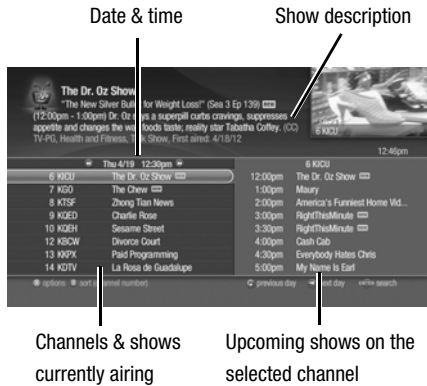 Date & time
Show description
The Dr. Oz Show
"The New Silver Bullet for Weight Loss!" (Sea 3 Ep 139)
(12:00pm - 1:00pm) Dr. Oz says a superpill curbs cravings, suppresses
appetite and changes the way foods taste; reality star Tabatha Coffey. (CC)
TV-PG, Health and Fitness, Talk Show, First aired: 4/18/12
6 KICU
12:46pm
Thu 4/19 12:30pm
6 KICU The Dr. Oz Show
7 KGO The Chew
8 KTSF Zhong Tian News
9 KQED Charlie Rose
10 KQEH Sesame Street
12 KBCW Divorce Court
13 KKPX Paid Programming
14 KDTV La Rosa de Guadalupe
6 KICU
12:00pm The Dr. Oz Show
1:00pm Maury
2:00pm America's Funniest Home Vid...
3:00pm RightThisMinute
3:30pm RightThisMinute
4:00pm Cash Cab
4:30pm Everybody Hates Chris
5:00pm My Name Is Earl
options sort (channel number)
previous day next day search
Channels & shows
currently airing
Upcoming shows on the
selected channel